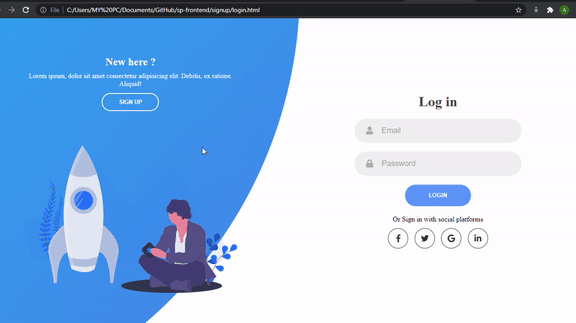 File | C:/Users/MY%20PC/Documents/GitHub/sp-frontend/signup/login.html
A
New here ?
Lorem ipsum, dolor sit amet consectetur adipisicing elit. Debitis, ex ratione.
Aliquid!
SIGN UP
Log in
Email
Password
LOGIN
Or Sign in with social platforms